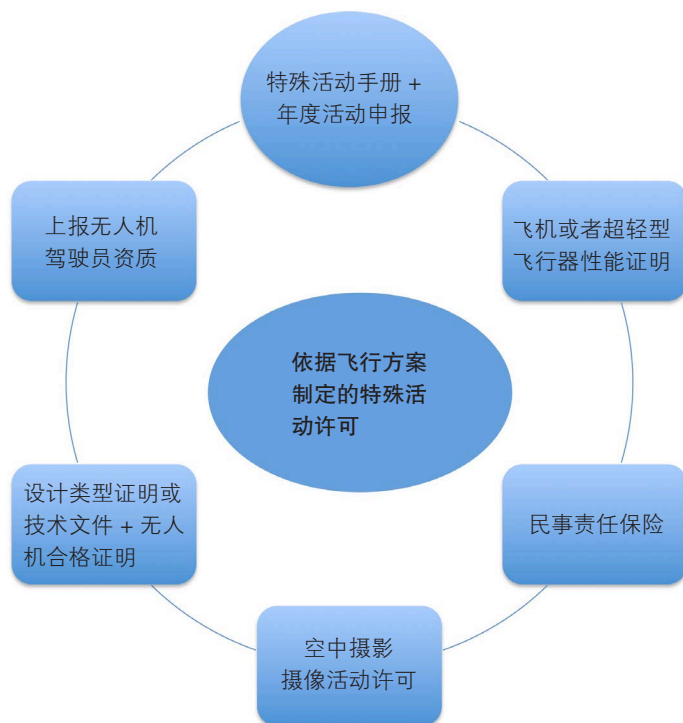 特殊活动手册 +
年度活动申报
上报无人机
驾驶员资质
飞机或者超轻型
飞行器性能证明
依据飞行方案
制定的特殊活
动许可
设计类型证明或
技术文件 + 无人
机合格证明
民事责任保险
空中摄影
摄像活动许可